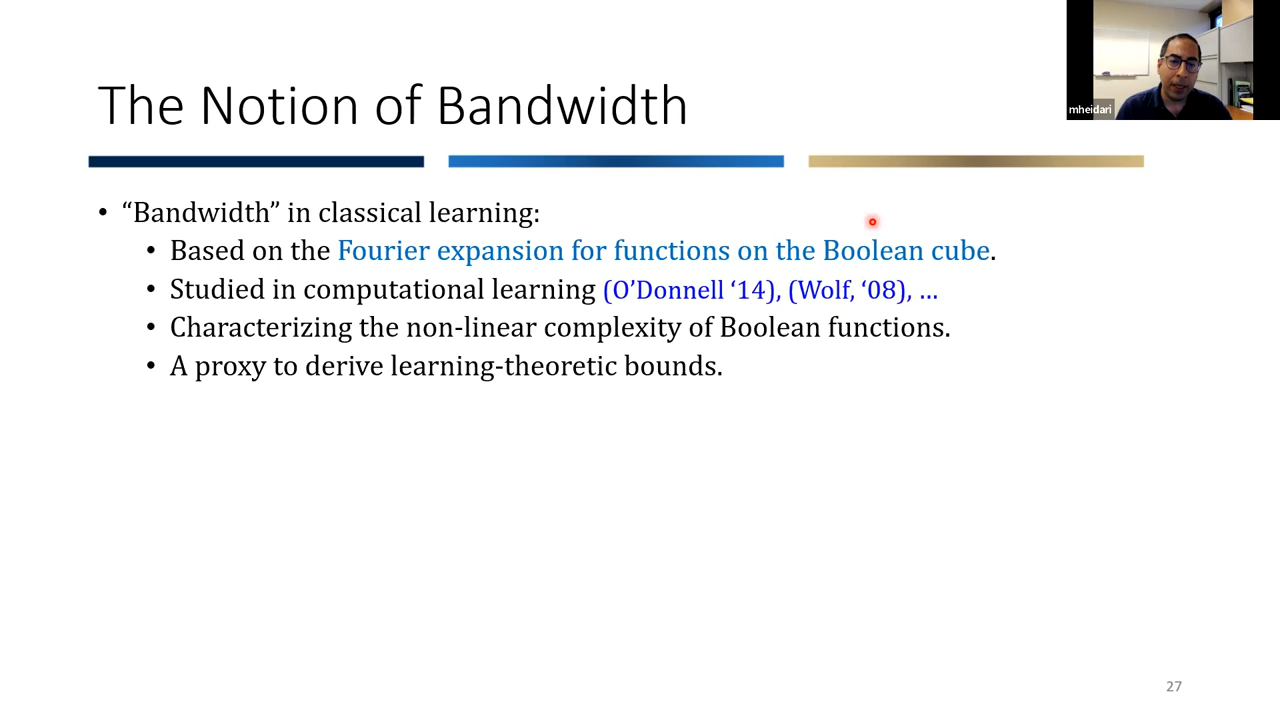 mheidari
The Notion of Bandwidth
• “Bandwidth” in classical learning:
• Based on the Fourier expansion for functions on the Boolean cube.
• Studied in computational learning (O’Donnell ‘14), (Wolf, ‘08), …
• Characterizing the non-linear complexity of Boolean functions.
• A proxy to derive learning-theoretic bounds.
27